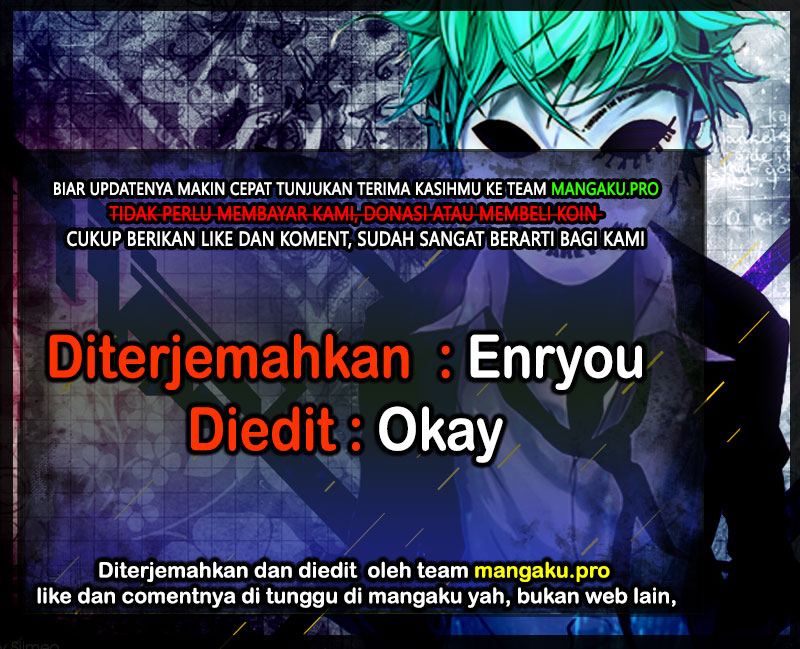 BIAR UPDATENYA MAKIN CEPAT TUNJUKAN TERIMA KASIHMU KE TEAM MANGAKU.PRO
TIDAK PERLU MEMBAYAR KAMI, DONASI ATAU MEMBELI KOIN
CUKUP BERIKAN LIKE DAN KOMENT, SUDAH SANGAT BERARTI BAGI KAMI
Diterjemahkan : Enryou
Diedit : Okay
Diterjemahkan dan diedit oleh team mangaku.pro
like dan comentnya di tunggu di mangaku yah, bukan web lain,